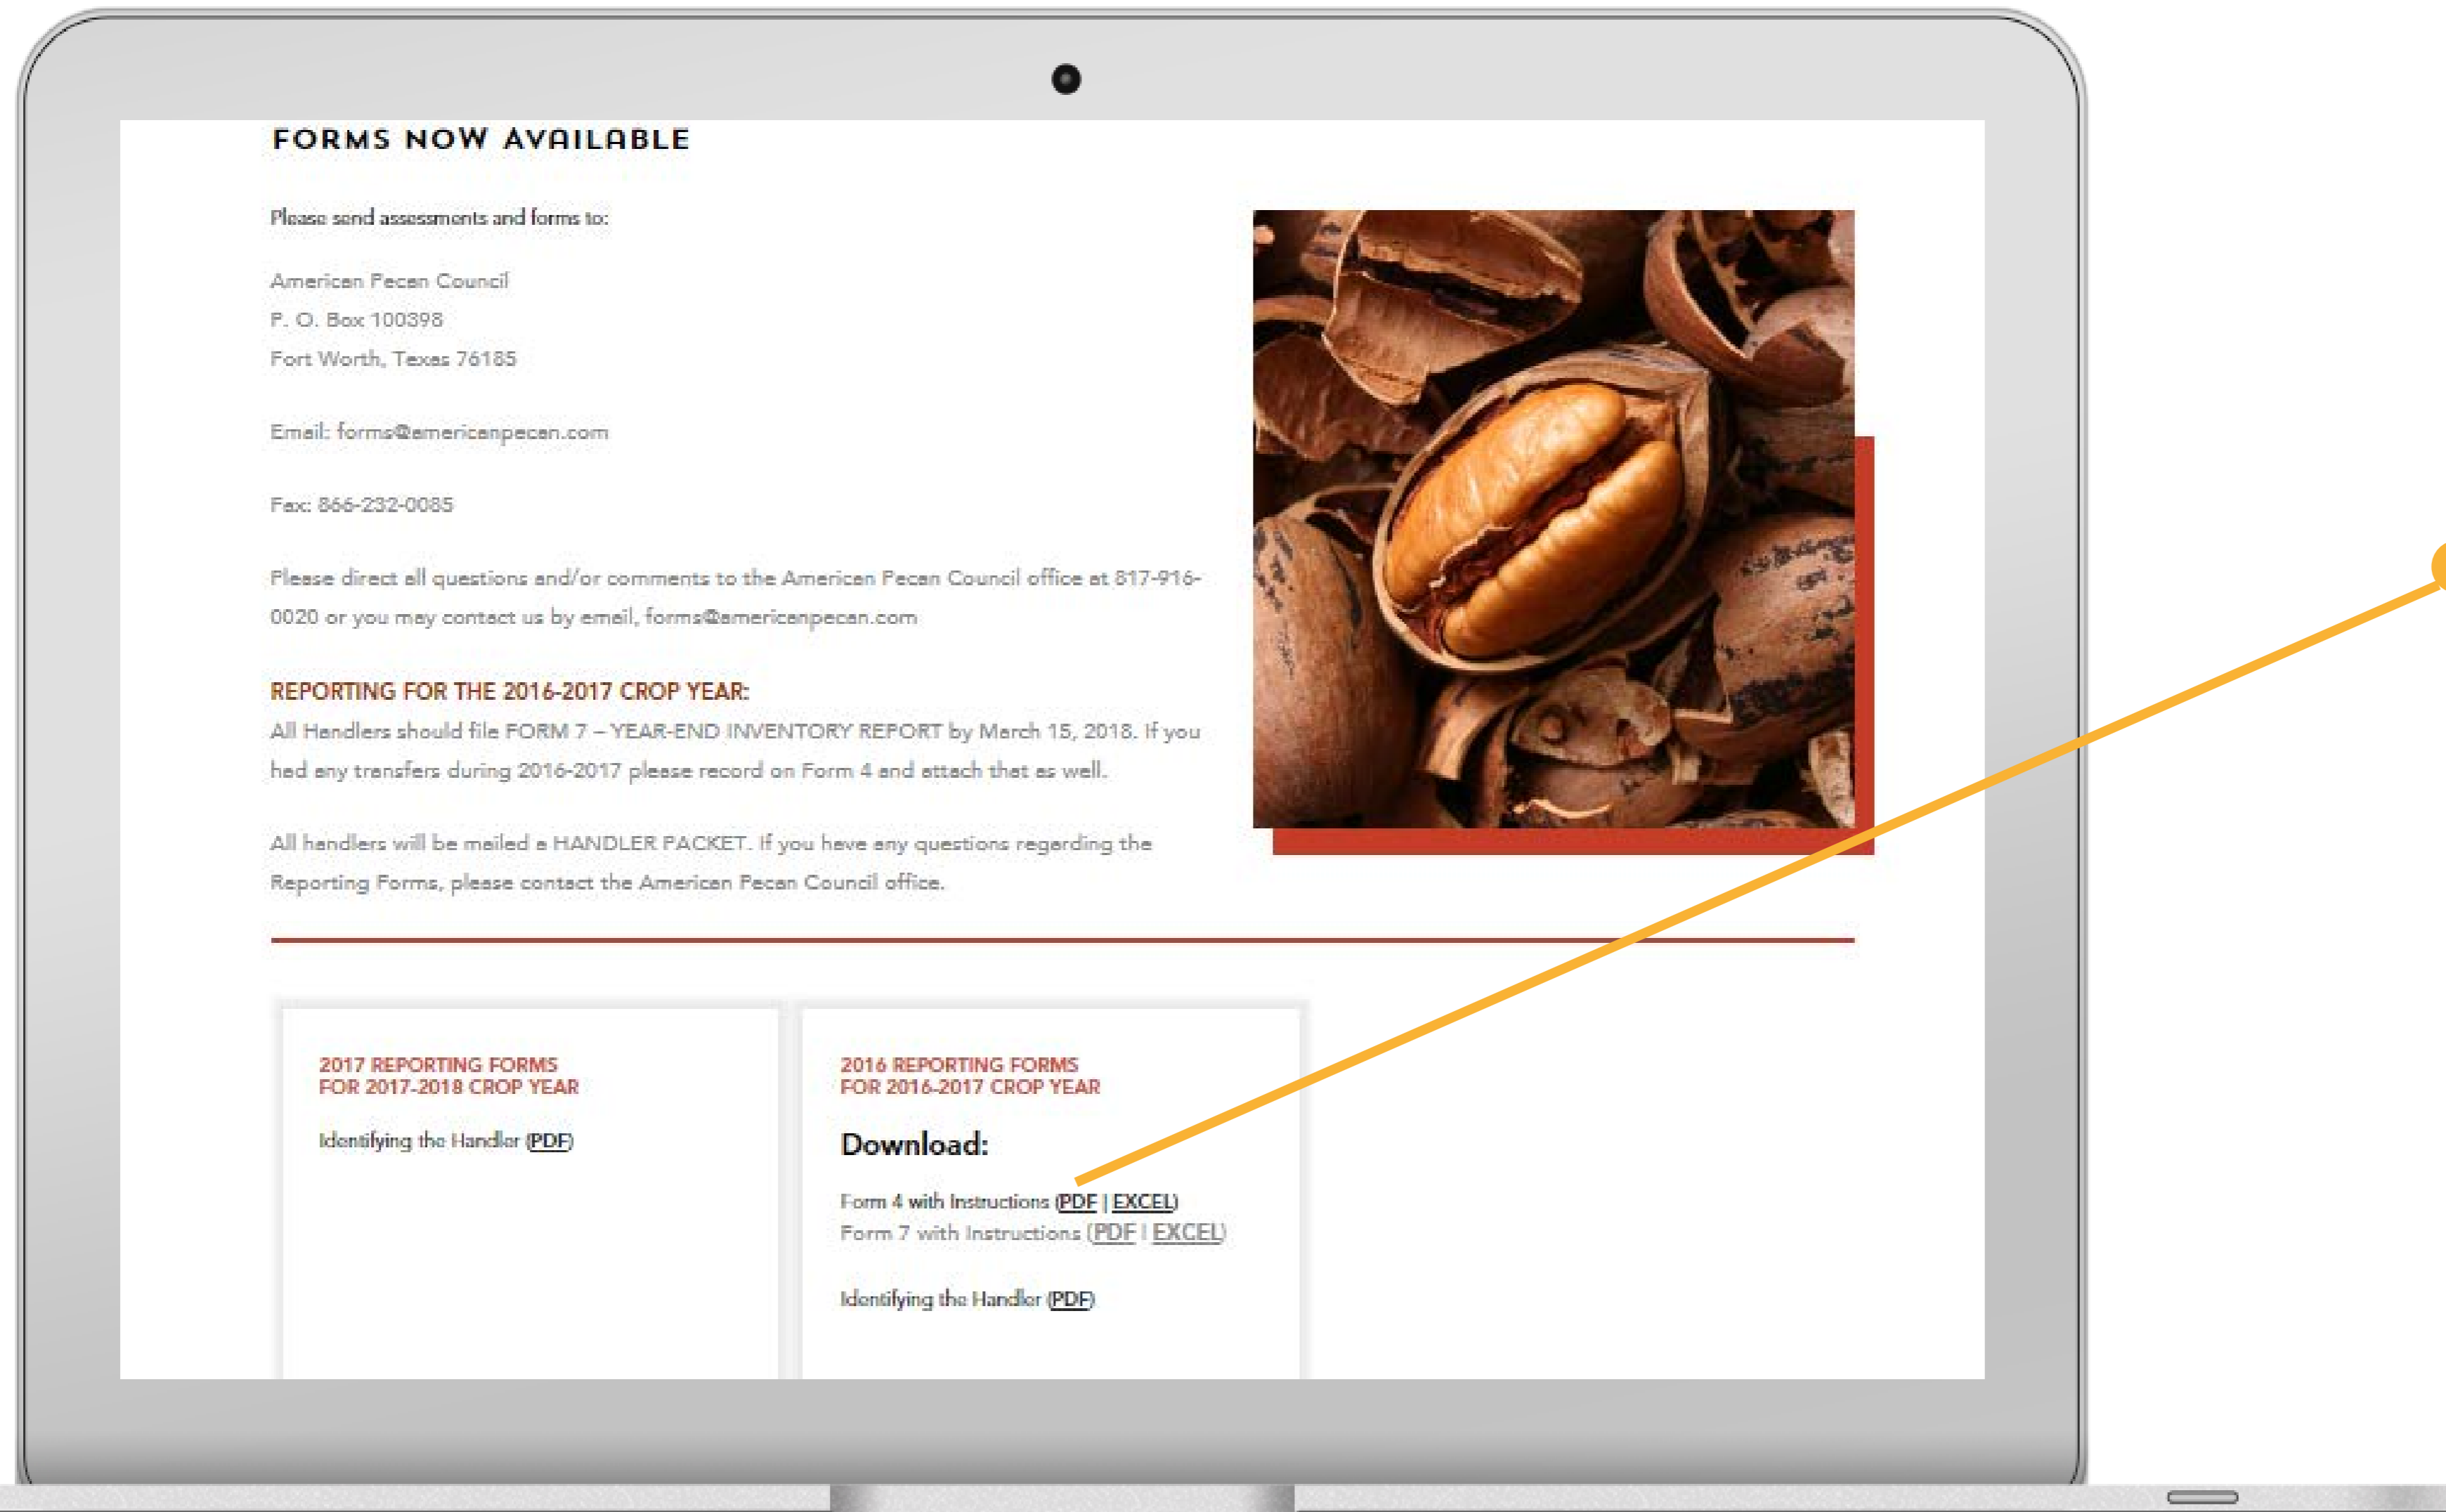 FORMS NOW AVAILABLE
Please send assessments and forms to:
American Pecan Council
P. O. Box 100398
Fort Worth, Texas 76185
Email: forms@americanpecan.com
Fax: 866-232-0085
Please direct all questions and/or comments to the American Pecan Council office at 817-916-
0020 or you may contact us by email, forms@americanpecan.com
REPORTING FOR THE 2016-2017 CROP YEAR:
All Handlers should file FORM 7 – YEAR-END INVENTORY REPORT by March 15, 2018. If you
had any transfers during 2016-2017 please record on Form 4 and attach that as well.
All handlers will be mailed a HANDLER PACKET. If you have any questions regarding the
Reporting Forms, please contact the American Pecan Council office.
2017 REPORTING FORMS
FOR 2017-2018 CROP YEAR
Identifying the Handler (PDF)
2016 REPORTING FORMS
FOR 2016-2017 CROP YEAR
Download:
Form 4 with Instructions (PDF | EXCEL)
Form 7 with Instructions (PDF | EXCEL)
Identifying the Handler (PDF)